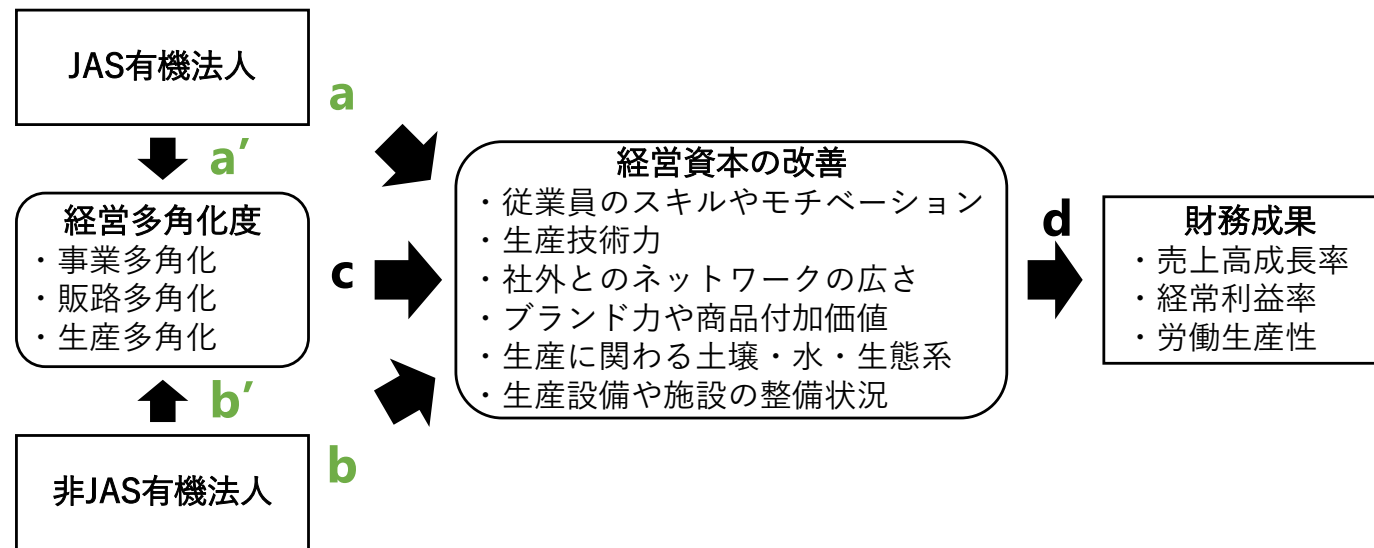 JAS有機法人
a
a′
経営多角化度
・事業多角化
・販路多角化
・生産多角化
b′
非JAS有機法人
b
c
経営資本の改善
・従業員のスキルやモチベーション
・生産技術力
・社外とのネットワークの広さ
・ブランド力や商品付加価値
・生産に関わる土壌・水・生態系
・生産設備や施設の整備状況
d
財務成果
・売上高成長率
・経常利益率
・労働生産性